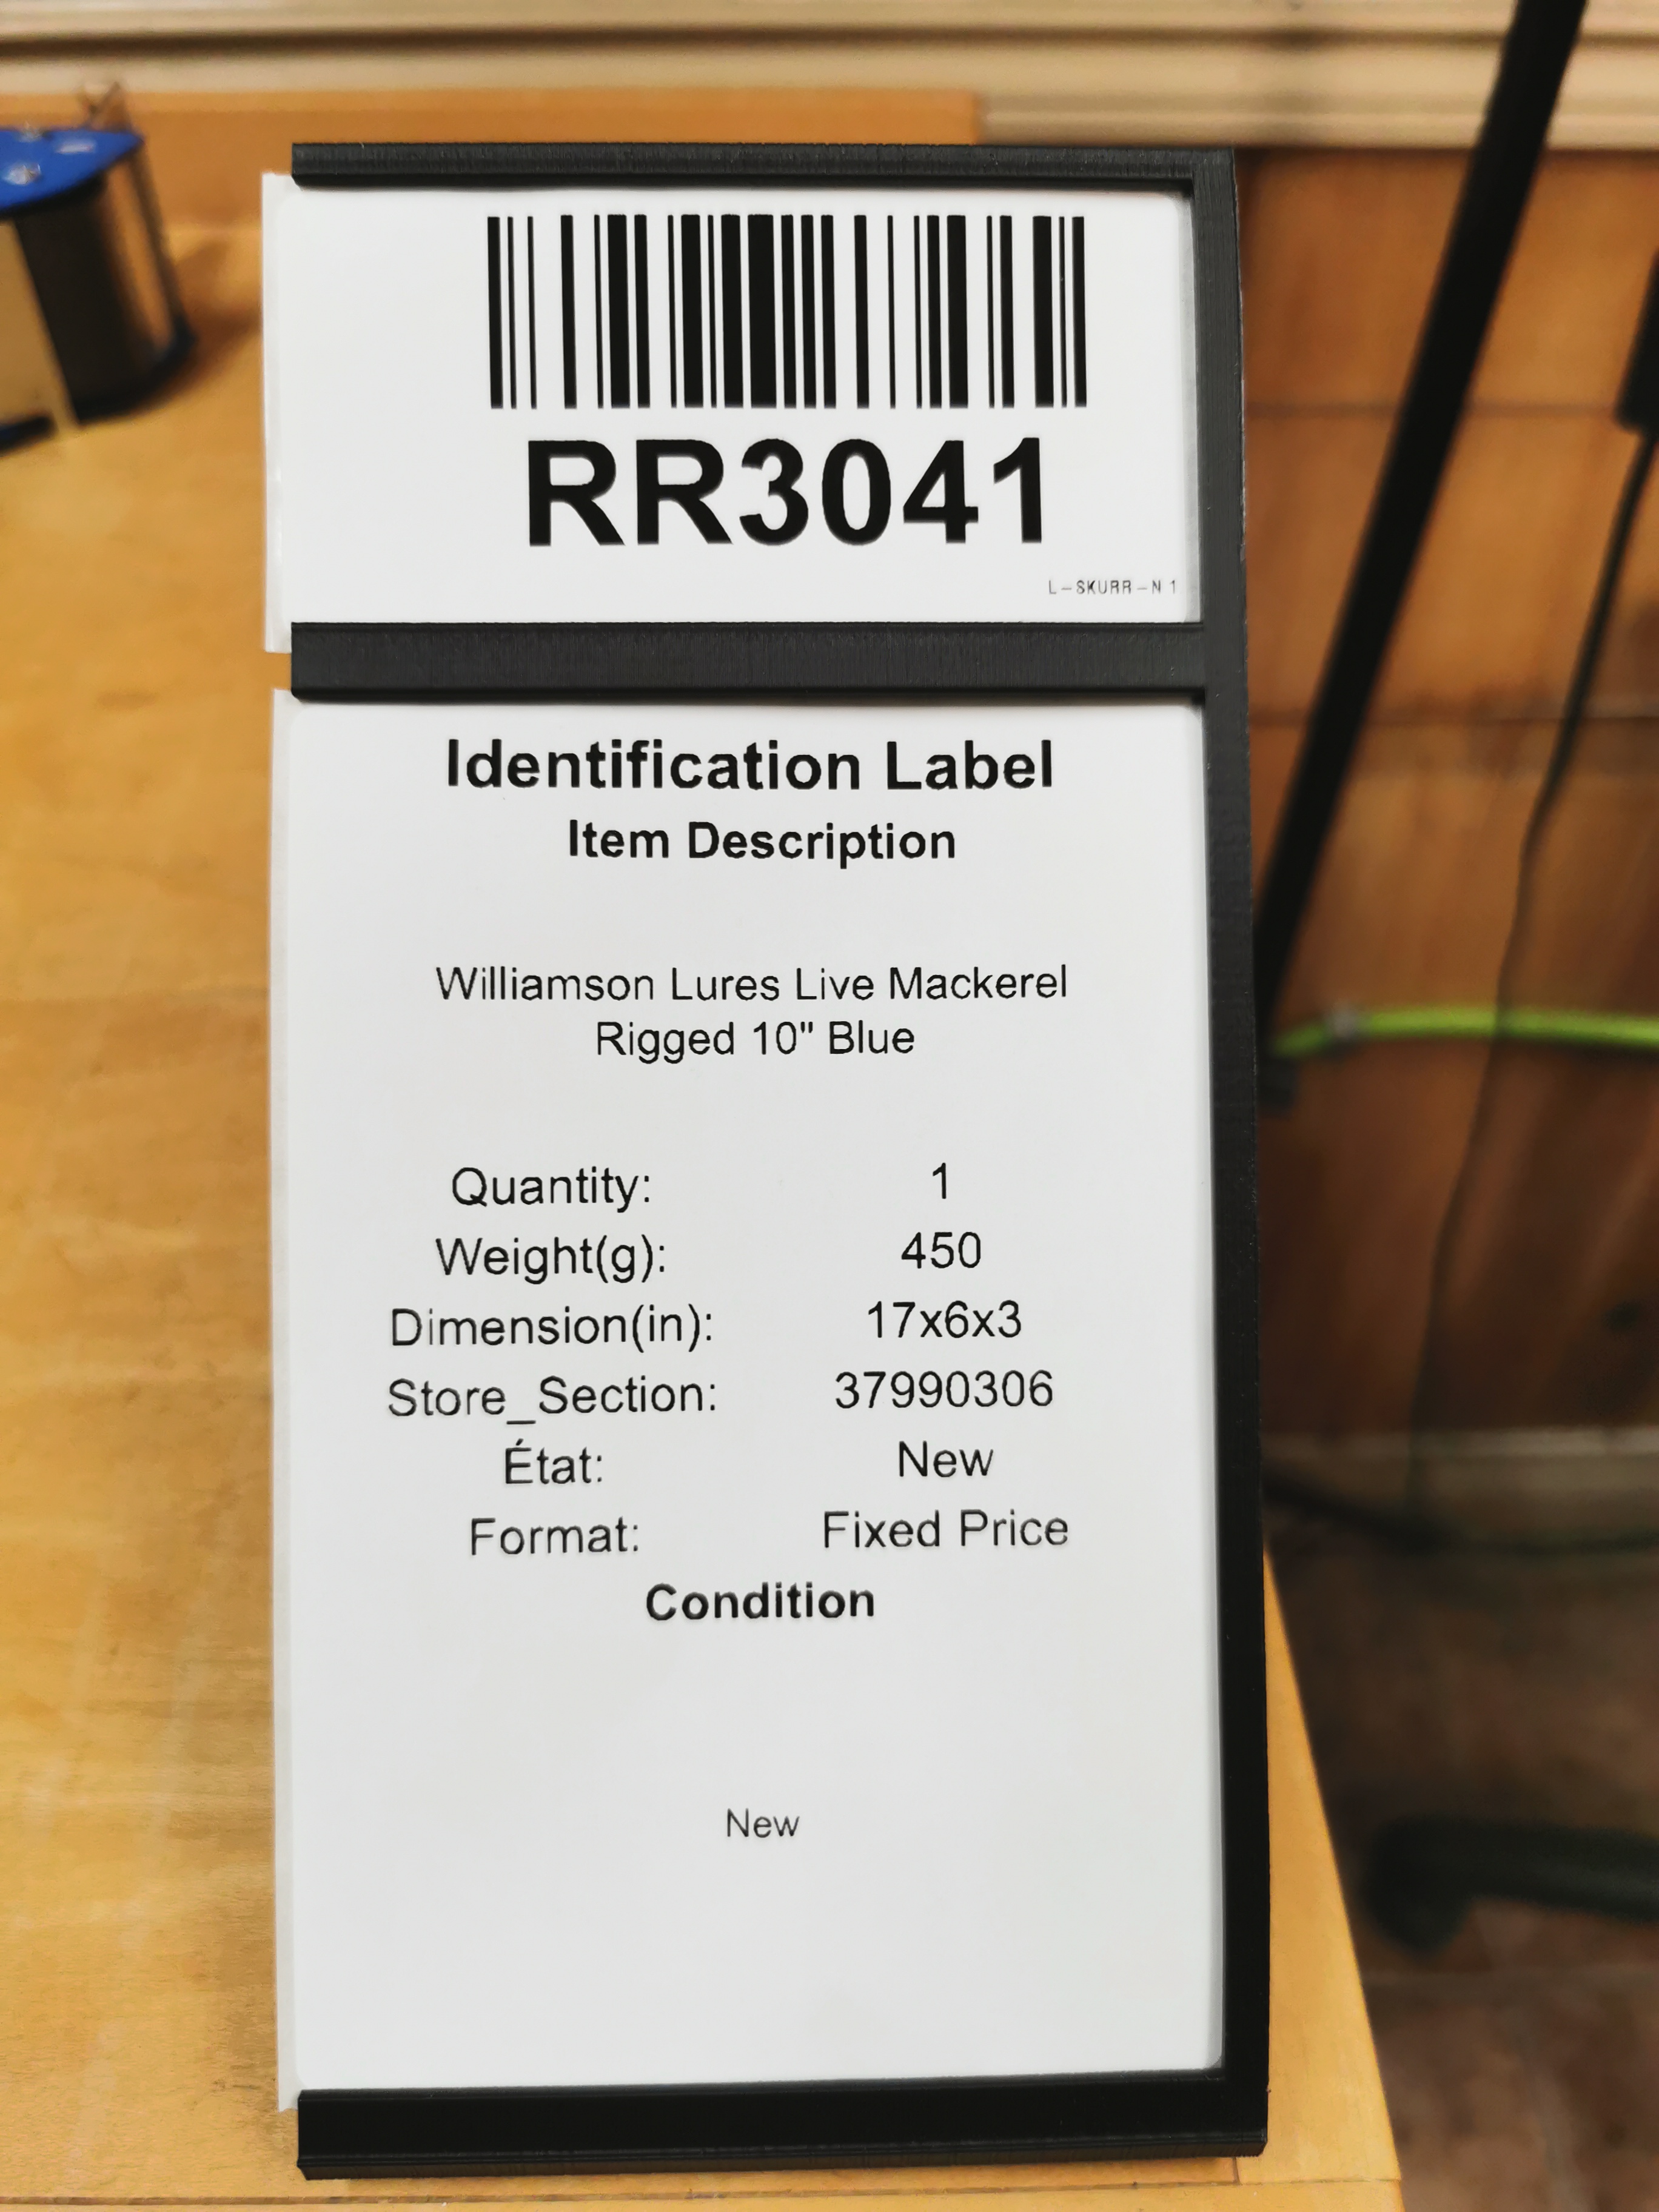 RR3041
L-SKURR-N 1
Identification Label
Item Description
Williamson Lures Live Mackerel
Rigged 10" Blue
Quantity: 1
Weight(g): 450
Dimension(in): 17x6x3
Store_Section: 37990306
État: New
Format: Fixed Price
Condition
New